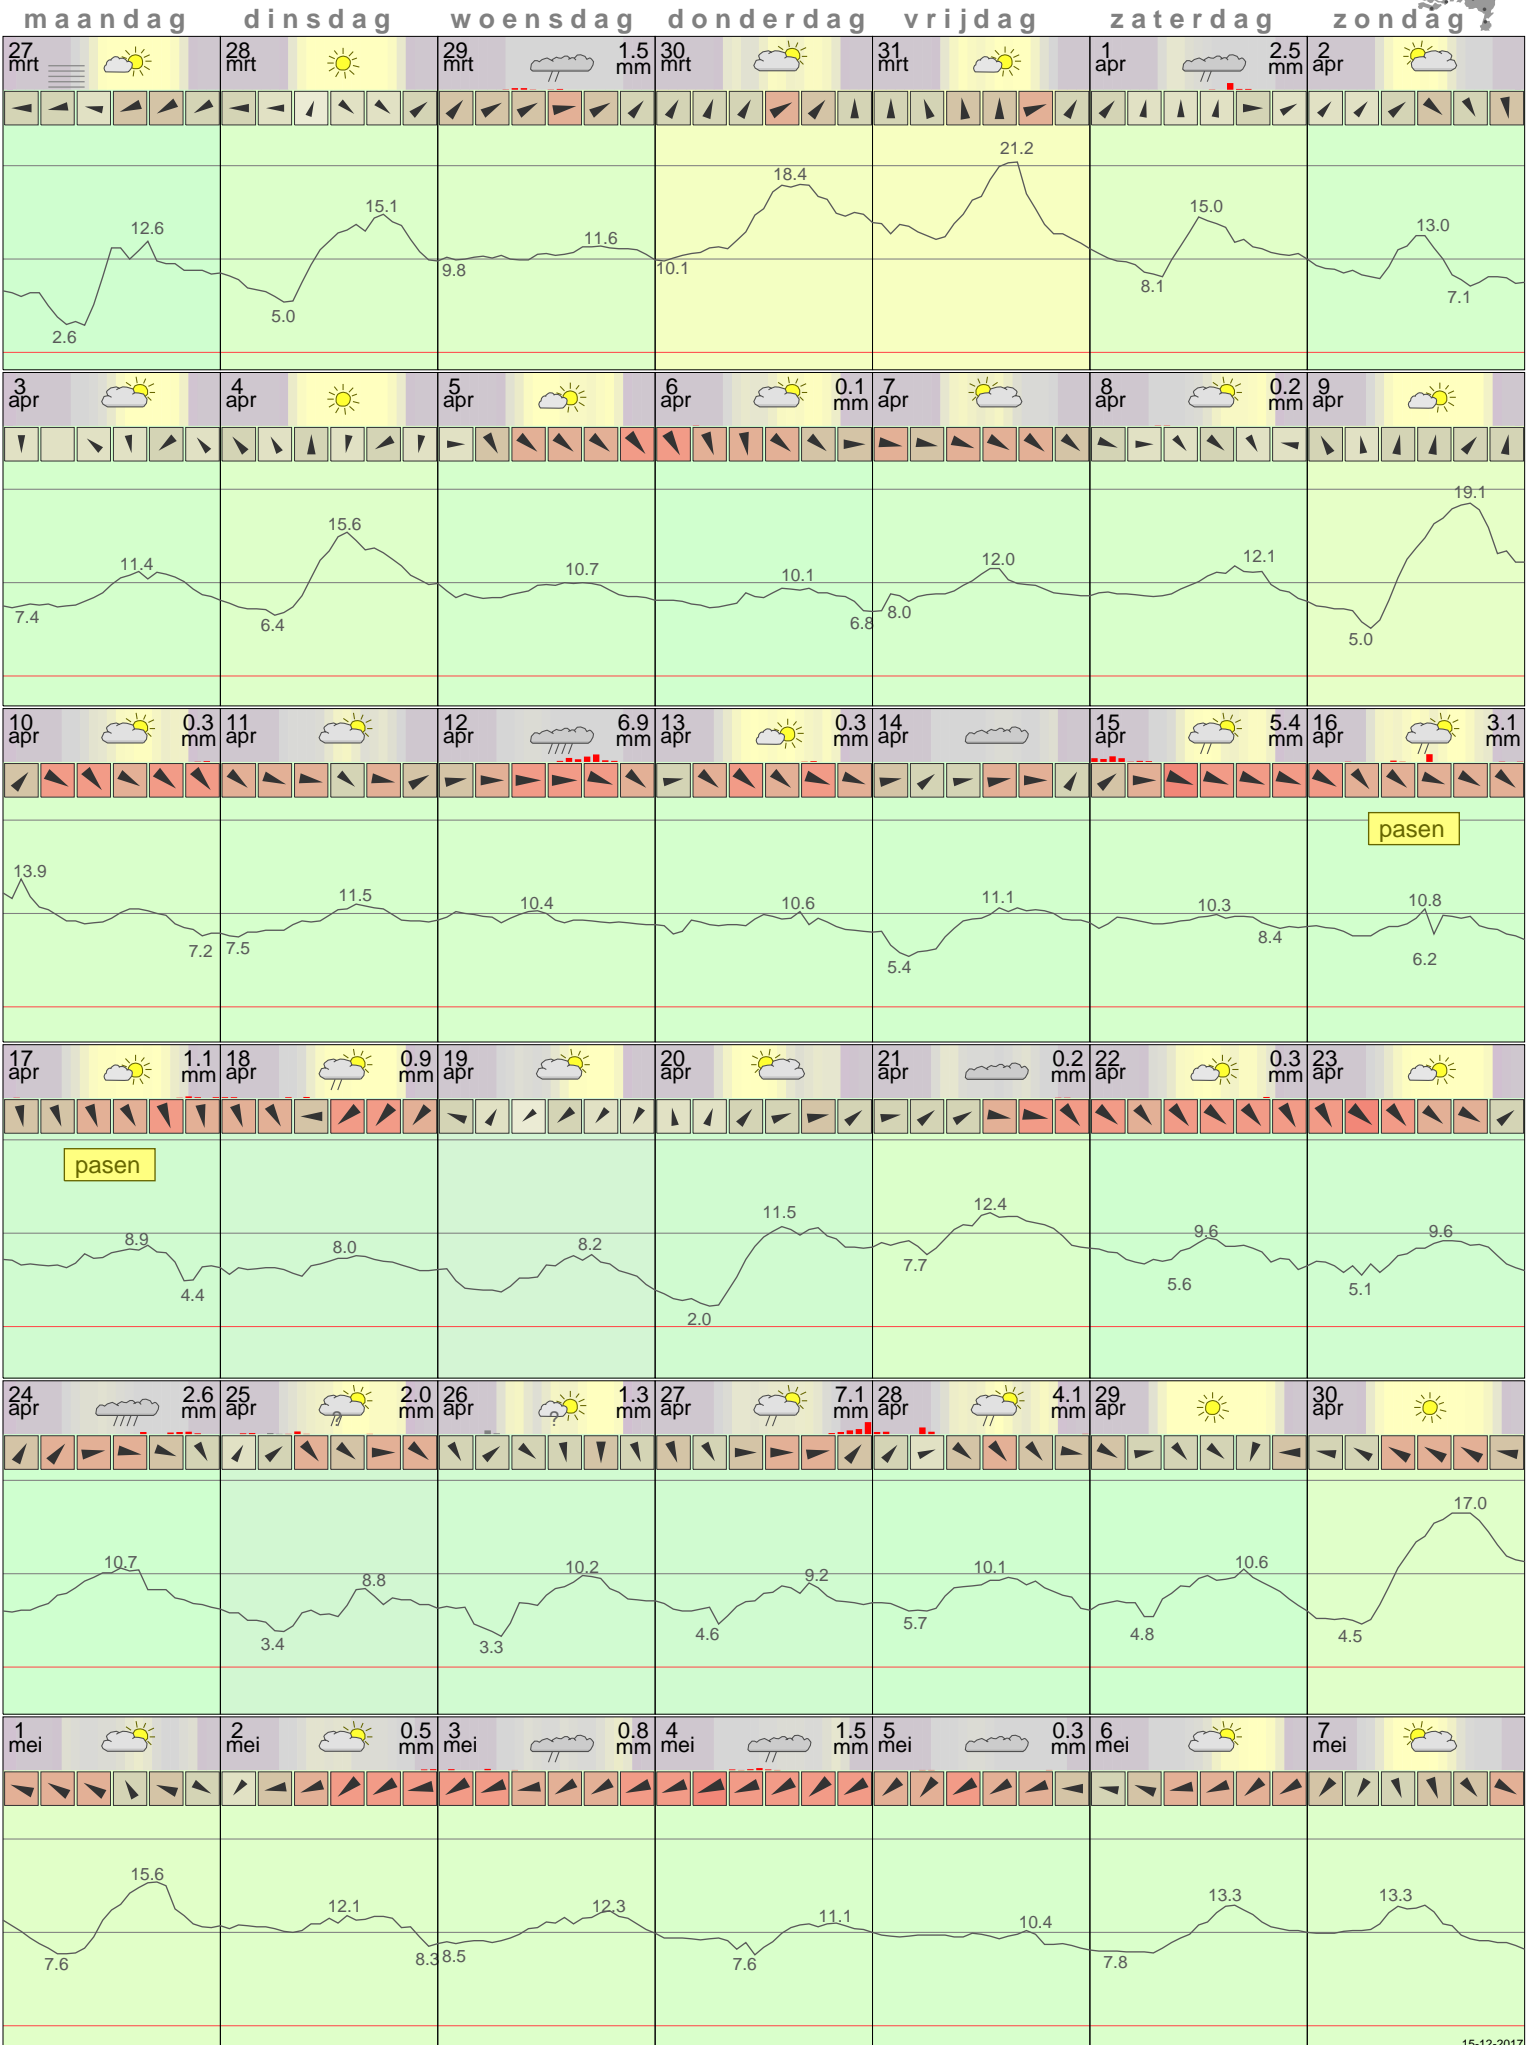 maandag dinsdag woensdag donderdag vrijdag zaterdag zondag
27 mrt 28 mrt 29 mrt 1.5 mm 30 mrt 31 mrt 1 apr 2.5 mm 2 apr
12.6 2.6 15.1 5.0 11.6 9.8 18.4 10.1 21.2 15.0 8.1 13.0 7.1
3 apr 4 apr 5 apr 6 apr 0.1 mm 7 apr 8 apr 0.2 mm 9 apr
11.4 7.4 15.6 6.4 10.7 10.1 6.8 12.0 8.0 12.1 19.1 5.0
10 apr 0.3 mm 11 apr 12 apr 6.9 mm 13 apr 0.3 mm 14 apr 15 apr 5.4 mm 16 apr 3.1 mm
pasen
13.9 7.2 11.5 7.5 10.4 10.6 11.1 5.4 10.3 8.4 10.8 6.2
17 apr 1.1 mm 18 apr 0.9 mm 19 apr 20 apr 21 apr 0.2 mm 22 apr 0.3 mm 23 apr
pasen
8.9 4.4 8.0 8.2 11.5 2.0 12.4 7.7 9.6 5.6 9.6 5.1
24 apr 2.6 mm 25 apr 2.0 mm 26 apr 1.3 mm 27 apr 7.1 mm 28 apr 4.1 mm 29 apr 30 apr
? ?
10.7 8.8 3.4 10.2 3.3 9.2 4.6 10.1 5.7 10.6 4.8 17.0 4.5
1 mei 2 mei 0.5 mm 3 mei 0.8 mm 4 mei 1.5 mm 5 mei 0.3 mm 6 mei 7 mei
15.6 7.6 12.1 8.3 12.3 8.5 11.1 7.6 10.4 13.3 7.8 13.3
15-12-2017